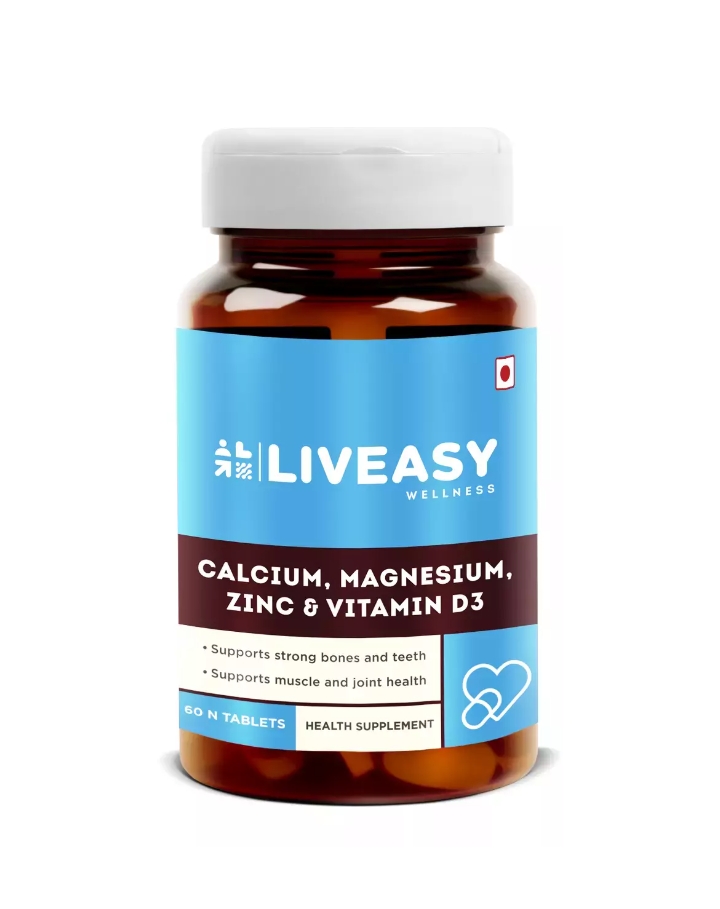 LIVEASY
WELLNESS
CALCIUM, MAGNESIUM,
ZINC & VITAMIN D3
• Supports strong bones and teeth
• Supports muscle and joint health
60 N TABLETS
HEALTH SUPPLEMENT